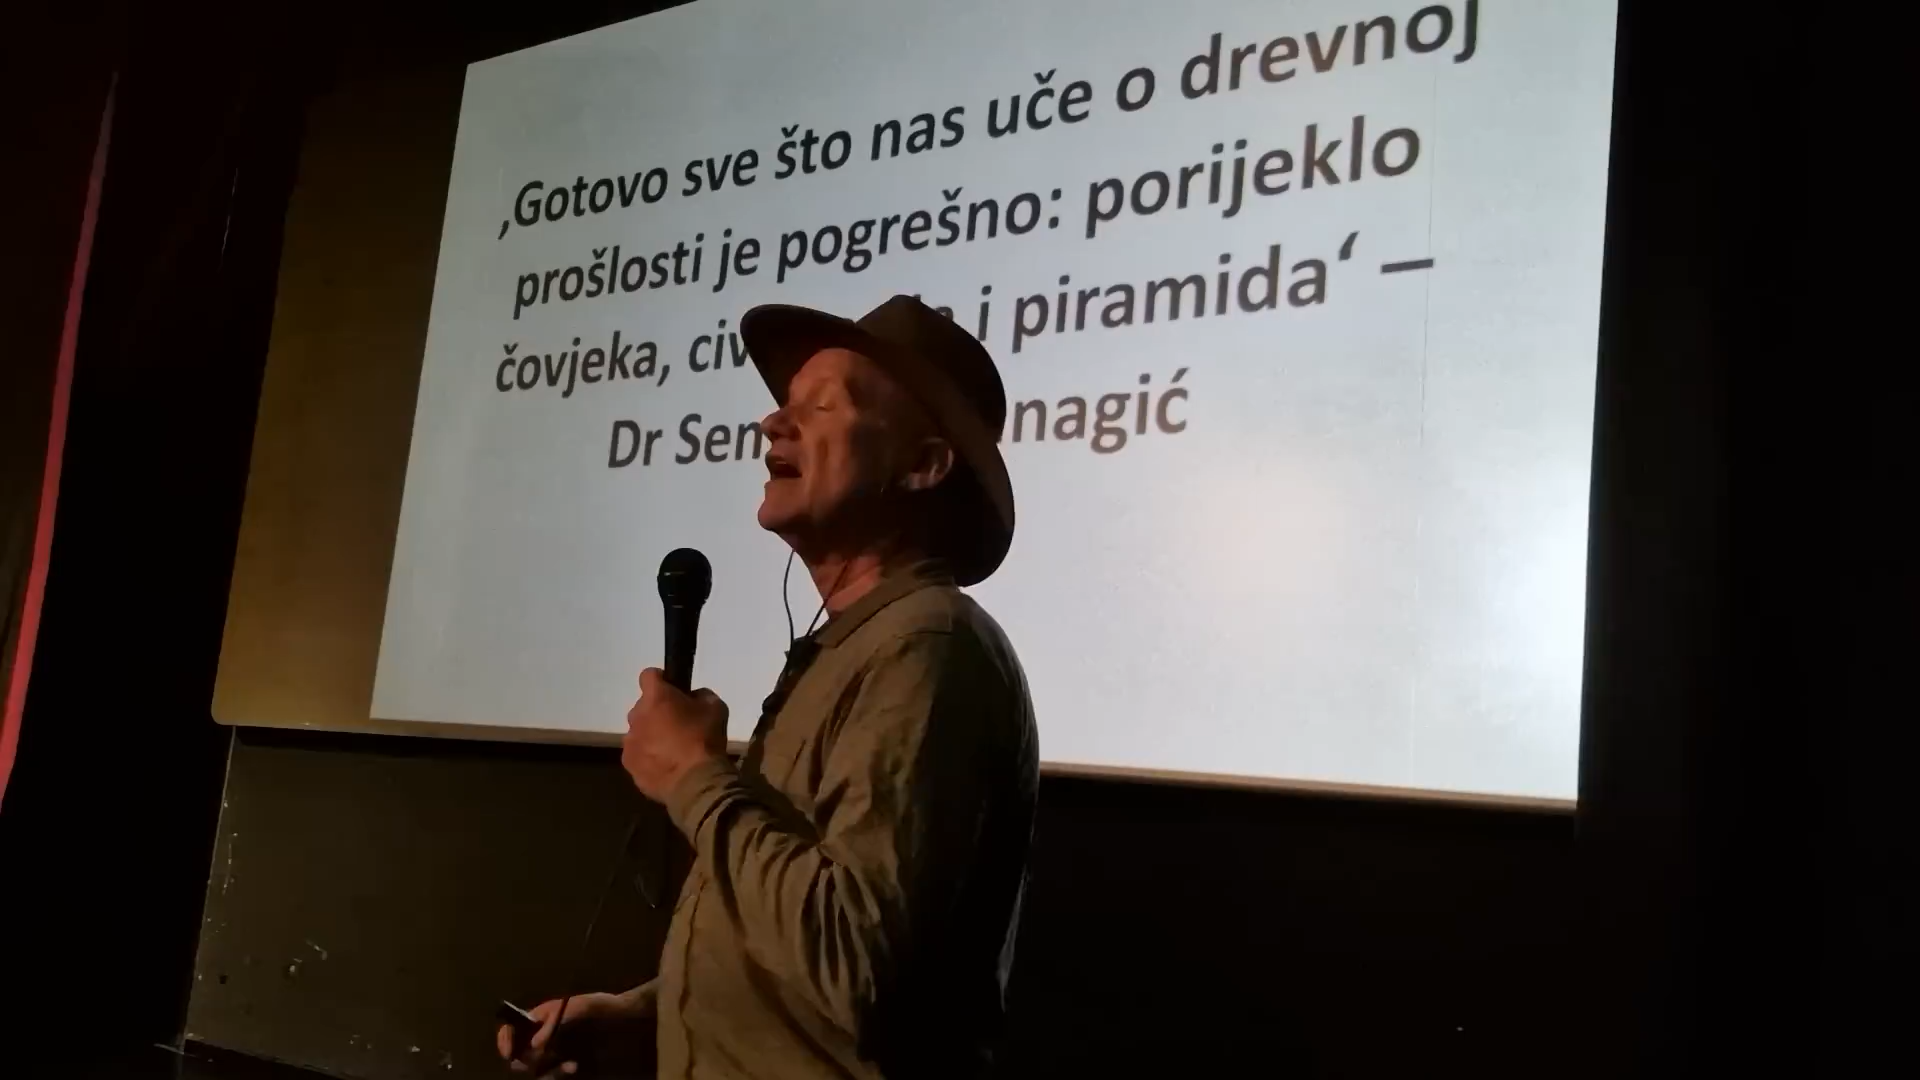 ‚Gotovo sve što nas uče o drevnoj
prošlosti je pogrešno: porijeklo
čovjeka, i piramida‘ –
Dr